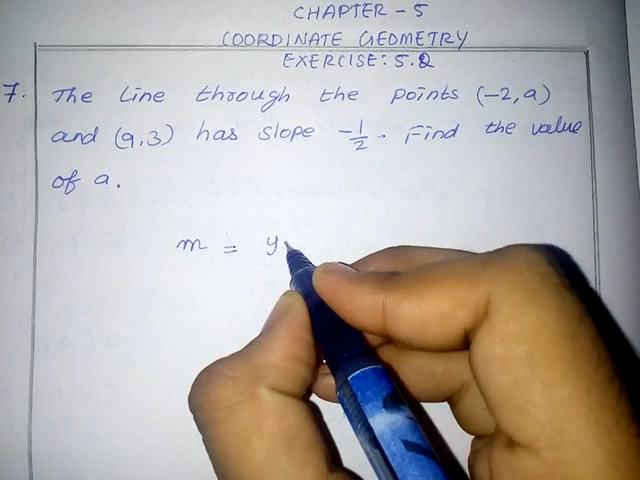 CHAPTER - 5
COORDINATE GEOMETRY
EXERCISE: 5.2
7. The line through the points (-2, a)
and (9,3) has slope -1/2. Find the value
of a.
m = y